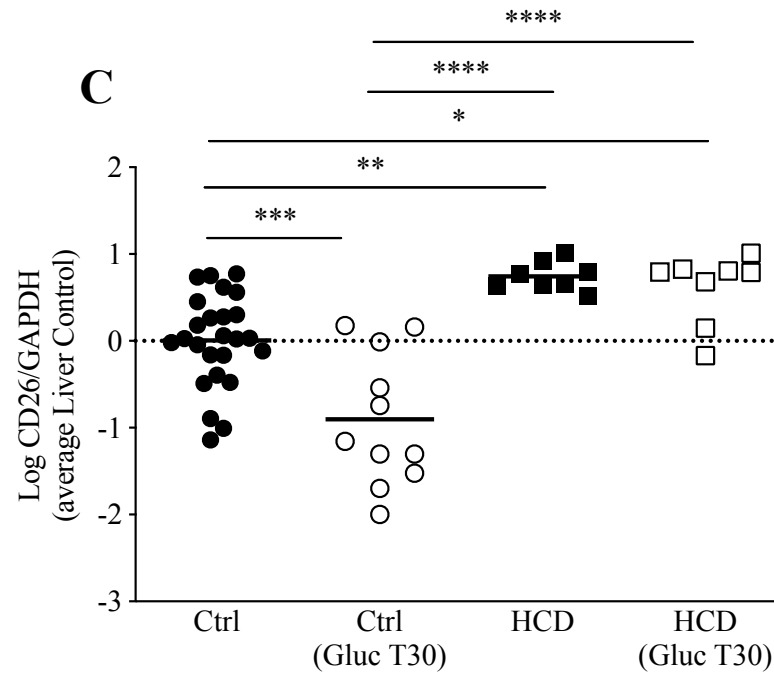 ****
C
****
*
**
***
2
1
0
-1
-2
-3
Log CD26/GAPDH
(average Liver Control)
Ctrl
Ctrl
(Gluc T30)
HCD
HCD
(Gluc T30)